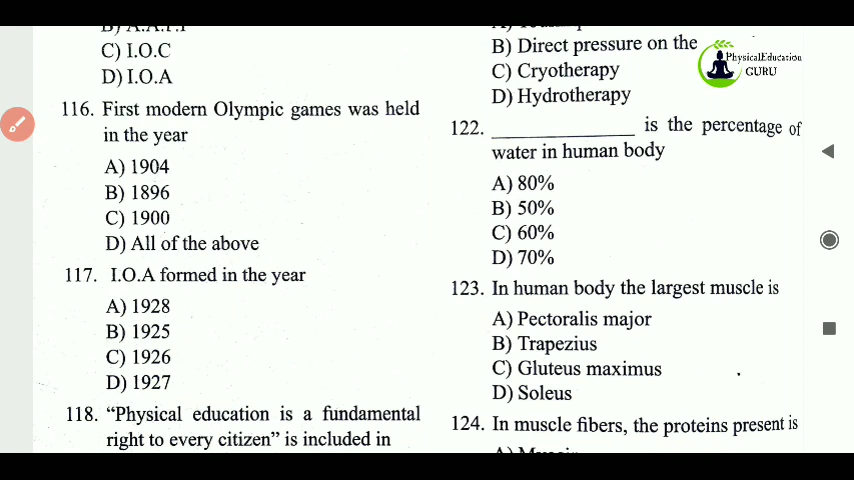 C) I.O.C
D) I.O.A
116. First modern Olympic games was held
in the year
A) 1904
B) 1896
C) 1900
D) All of the above
117. I.O.A formed in the year
A) 1928
B) 1925
C) 1926
D) 1927
118. “Physical education is a fundamental
right to every citizen” is included in
B) Direct pressure on the
C) Cryotherapy
D) Hydrotherapy
122. ______________ is the percentage of
water in human body
A) 80%
B) 50%
C) 60%
D) 70%
123. In human body the largest muscle is
A) Pectoralis major
B) Trapezius
C) Gluteus maximus
D) Soleus
124. In muscle fibers, the proteins present is
PhysicalEducation
GURU